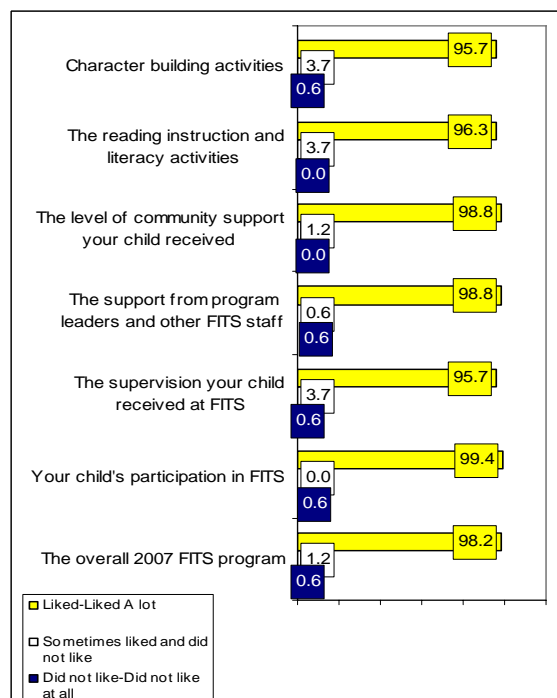 Character building activities
95.7
3.7
0.6
The reading instruction and
literacy activities
96.3
3.7
0.0
The level of community support
your child received
98.8
1.2
0.0
The support from program
leaders and other FITS staff
98.8
0.6
0.6
The supervision your child
received at FITS
95.7
3.7
0.6
Your child's participation in FITS
99.4
0.0
0.6
The overall 2007 FITS program
98.2
1.2
0.6
Liked-Liked A lot
Sometimes liked and did
not like
Did not like-Did not like
at all